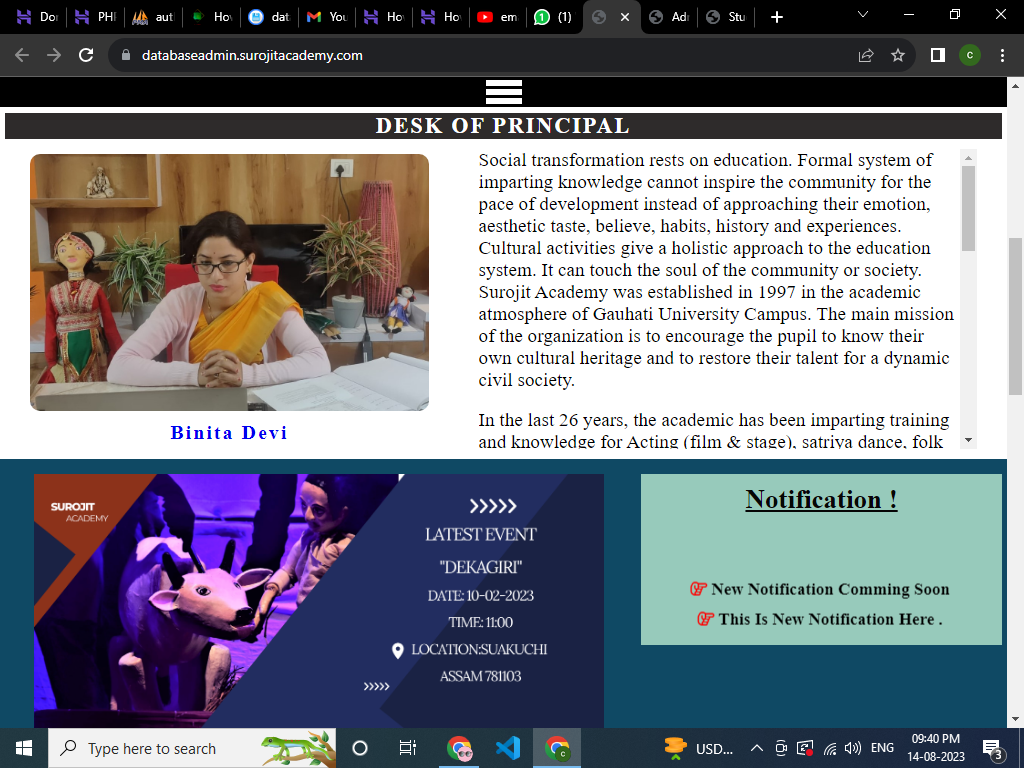 Dor
PHP
aut
Hov
dat
You
Hov
Hov
em
(1)
Adr
Stu
databaseadmin.surojitacademy.com
DESK OF PRINCIPAL
Social transformation rests on education. Formal system of
imparting knowledge cannot inspire the community for the
pace of development instead of approaching their emotion,
aesthetic taste, believe, habits, history and experiences.
Cultural activities give a holistic approach to the education
system. It can touch the soul of the community or society.
Surojit Academy was established in 1997 in the academic
atmosphere of Gauhati University Campus. The main mission
of the organization is to encourage the pupil to know their
own cultural heritage and to restore their talent for a dynamic
civil society.
In the last 26 years, the academic has been imparting training
and knowledge for Acting (film & stage), satriya dance, folk
Binita Devi
SUROJIT
ACADEMY
LATEST EVENT
"DEKAGIRI"
DATE: 10-02-2023
TIME: 11:00
LOCATION:SUAKUCHI
ASSAM 781103
Notification !
New Notification Comming Soon
This Is New Notification Here .
Type here to search
USD...
ENG
09:40 PM
14-08-2023
3